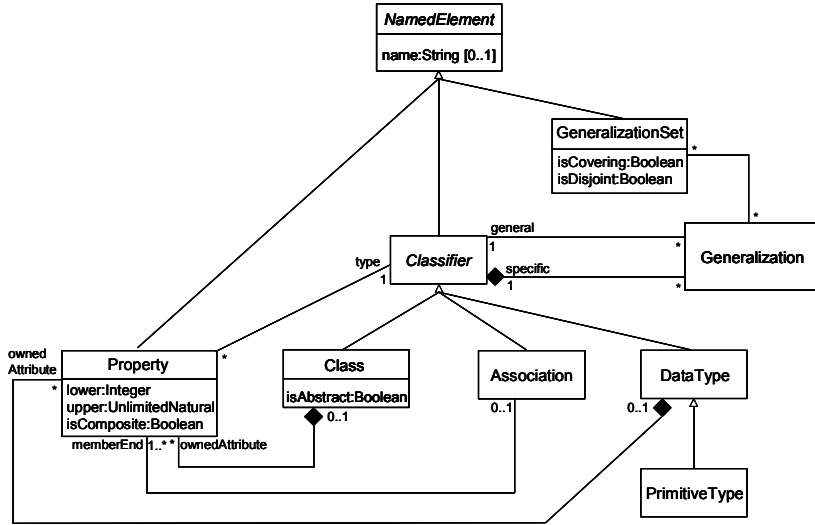 NamedElement
name:String [0..1]
GeneralizationSet
isCovering:Boolean
isDisjoint:Boolean
*
*
general
1
*
Classifier
Generalization
type
1
specific
1
*
owned
Attribute
*
Property
*
lower:Integer
upper:UnlimitedNatural
isComposite:Boolean
Class
isAbstract:Boolean
Association
DataType
0..1
0..1
0..1
memberEnd
1..*
*
ownedAttribute
PrimitiveType